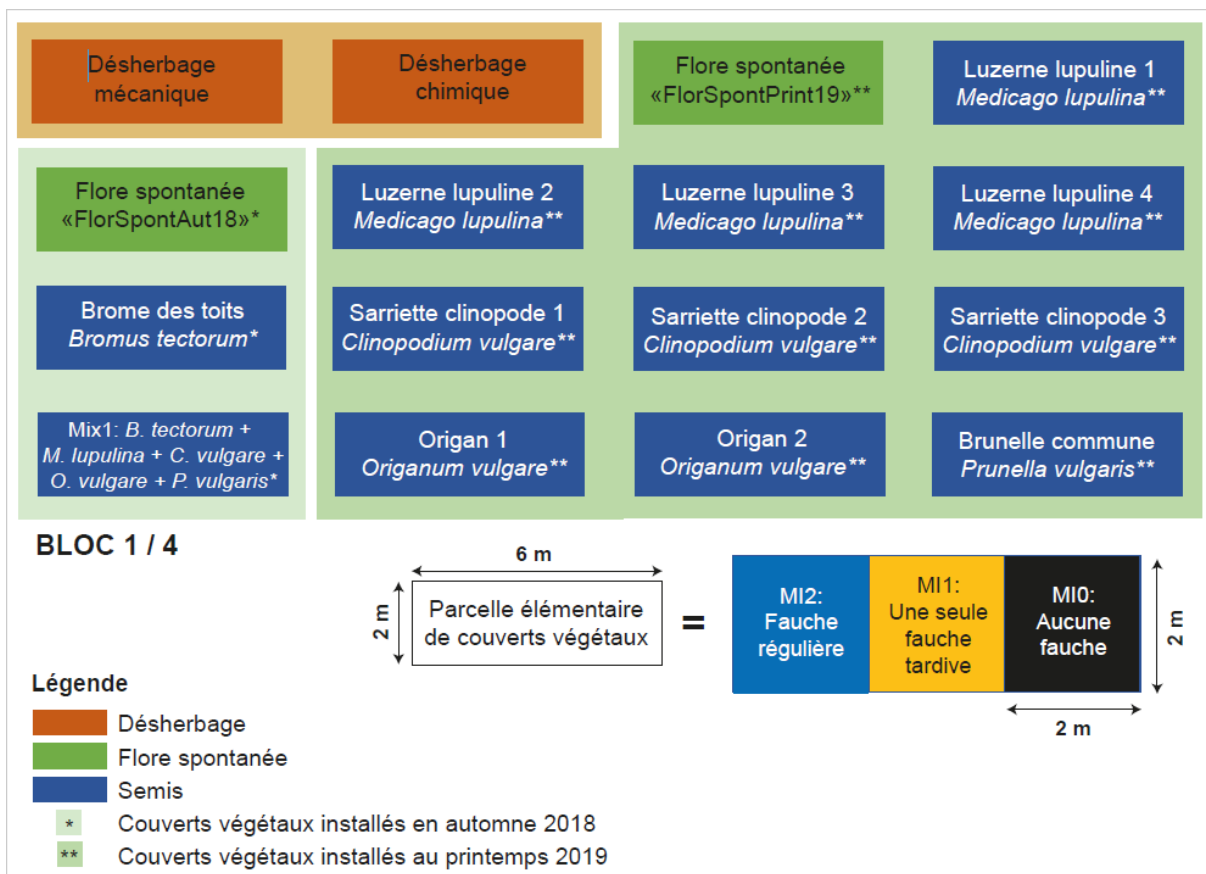 Désherbage
mécanique
Désherbage
chimique
Flore spontanée
«FlorSpontPrint19»**
Luzerne lupuline 1
Medicago lupulina**
Flore spontanée
«FlorSpontAut18»*
Luzerne lupuline 2
Medicago lupulina**
Luzerne lupuline 3
Medicago lupulina**
Luzerne lupuline 4
Medicago lupulina**
Brome des toits
Bromus tectorum*
Sarriette clinopode 1
Clinopodium vulgare**
Sarriette clinopode 2
Clinopodium vulgare**
Sarriette clinopode 3
Clinopodium vulgare**
Mix1: B. tectorum +
M. lupulina + C. vulgare +
O. vulgare + P. vulgaris*
Origan 1
Origanum vulgare**
Origan 2
Origanum vulgare**
Brunelle commune
Prunella vulgaris**
BLOC 1 / 4
6 m
2 m
Parcelle élémentaire
de couverts végétaux
=
MI2:
Fauche
régulière
MI1:
Une seule
fauche
tardive
MI0:
Aucune
fauche
2 m
2 m
Légende
Désherbage
Flore spontanée
Semis
* Couverts végétaux installés en automne 2018
** Couverts végétaux installés au printemps 2019